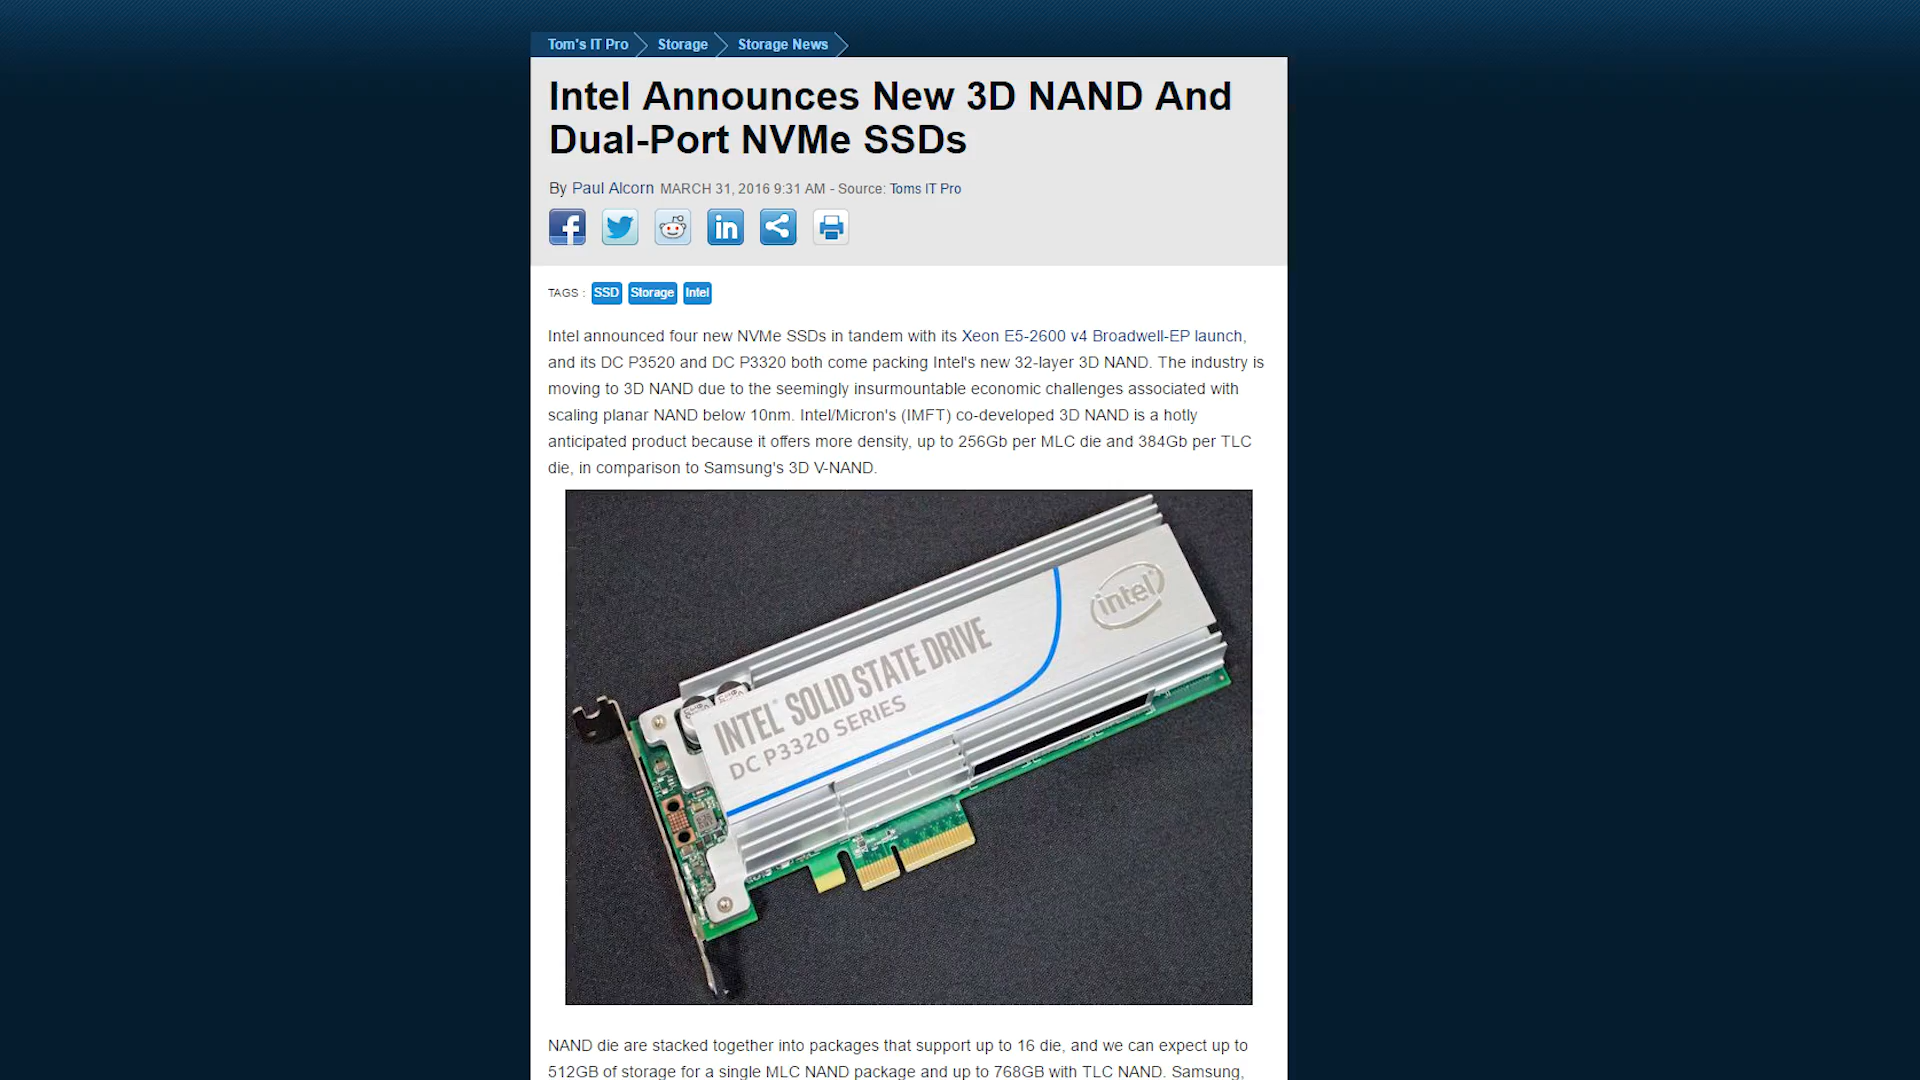 Tom's IT Pro Storage Storage News
Intel Announces New 3D NAND And
Dual-Port NVMe SSDs
By Paul Alcorn MARCH 31, 2016 9:31 AM - Source: Toms IT Pro
TAGS : SSD Storage Intel
Intel announced four new NVMe SSDs in tandem with its Xeon E5-2600 v4 Broadwell-EP launch,
and its DC P3520 and DC P3320 both come packing Intel's new 32-layer 3D NAND. The industry is
moving to 3D NAND due to the seemingly insurmountable economic challenges associated with
scaling planar NAND below 10nm. Intel/Micron's (IMFT) co-developed 3D NAND is a hotly
anticipated product because it offers more density, up to 256Gb per MLC die and 384Gb per TLC
die, in comparison to Samsung's 3D V-NAND.
intel
INTEL® SOLID STATE DRIVE
DC P3320 SERIES
NAND die are stacked together into packages that support up to 16 die, and we can expect up to
512GB of storage for a single MLC NAND package and up to 768GB with TLC NAND. Samsung,